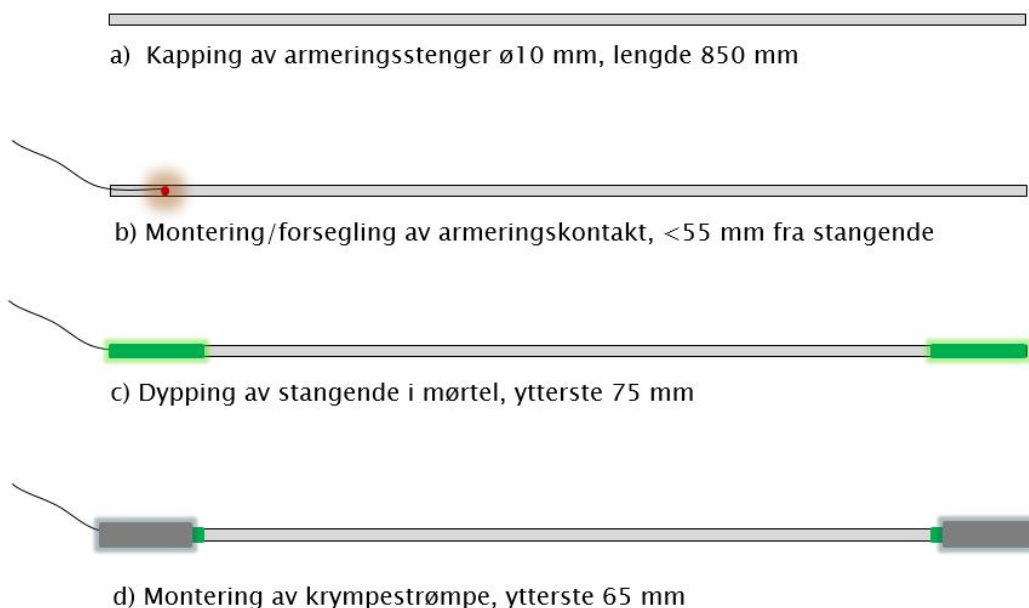 a) Kapping av armeringsstenger ø10 mm, lengde 850 mm
b) Montering/forsegling av armeringskontakt, <55 mm fra stangende
c) Dypping av stangende i mørtel, ytterste 75 mm
d) Montering av krympestrømpe, ytterste 65 mm